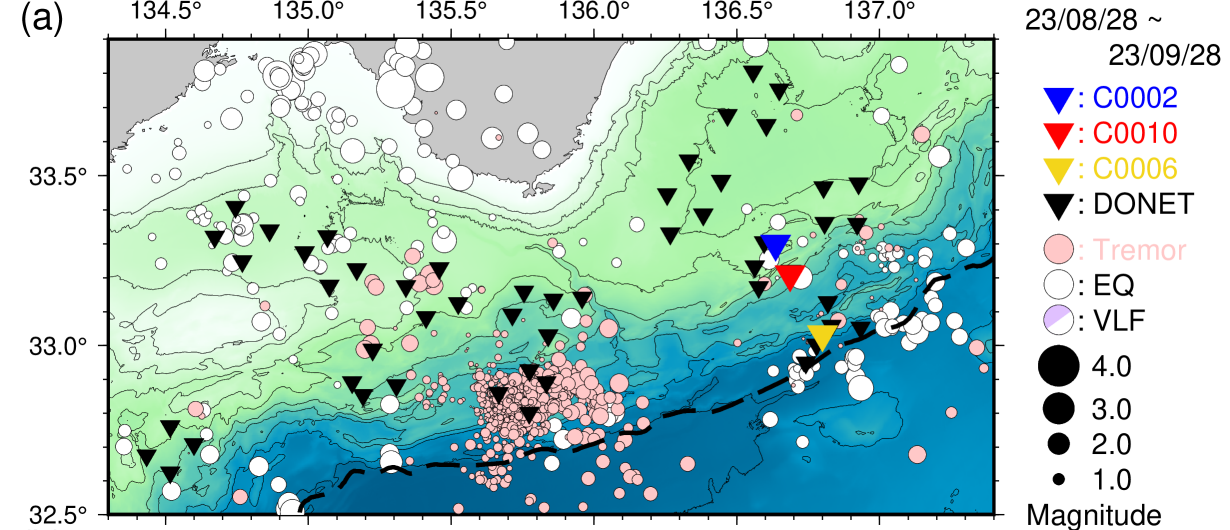 (a)
134.5° 135.0° 135.5° 136.0° 136.5° 137.0°
33.5°
33.0°
32.5°
23/08/28 ~
23/09/28
: C0002
: C0010
: C0006
: DONET
: Tremor
: EQ
: VLF
4.0
3.0
2.0
1.0
Magnitude